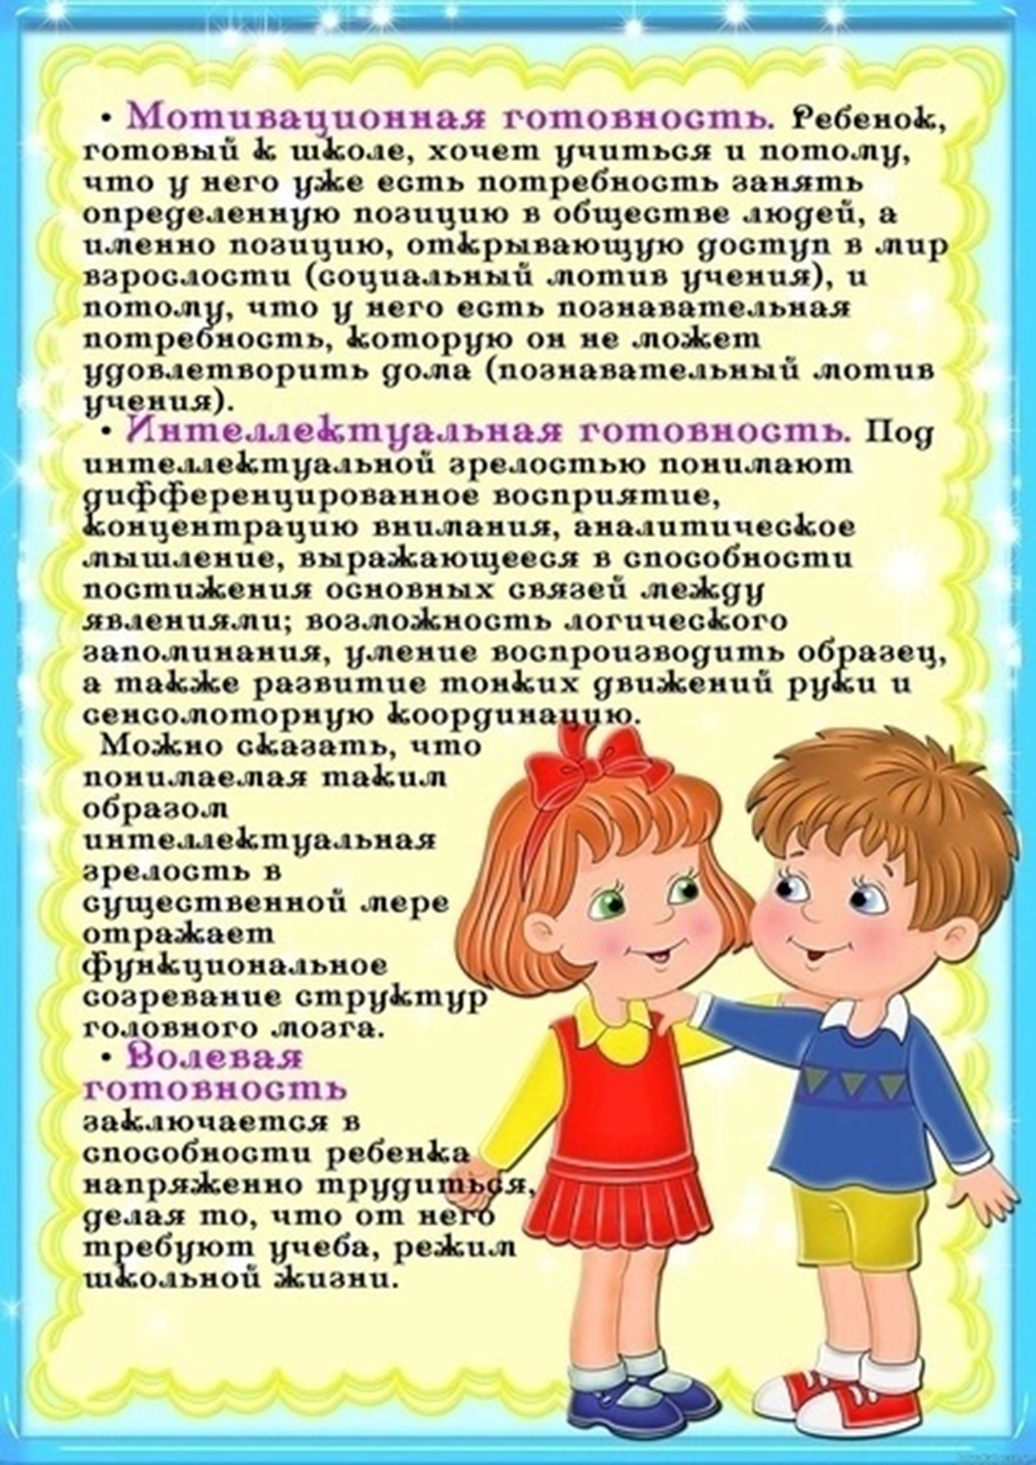 • Мотивационная готовность. Ребенок,
готовый к школе, хочет учиться и потому,
что у него уже есть потребность занять
определенную позицию в обществе людей, а
именно позицию, открывающую доступ в мир
взрослости (социальный мотив учения), и
потому, что у него есть познавательная
потребность, которую он не может
удовлетворить дома (познавательный мотив
учения).
• Интеллектуальная готовность. Под
интеллектуальной зрелостью понимают
дифференцированное восприятие,
концентрацию внимания, аналитическое
мышление, выражающееся в способности
постижения основных связей между
явлениями; возможность логического
запоминания, умение воспроизводить образец,
а также развитие тонких движений руки и
сенсомоторную координацию.
Можно сказать, что
понимаемая таким
образом
интеллектуальная
зрелость в
существенной мере
отражает
функциональное
созревание структур
головного мозга.
• Волевая
готовность
заключается в
способности ребенка
напряженно трудиться,
делая то, что от него
требуют учеба, режим
школьной жизни.